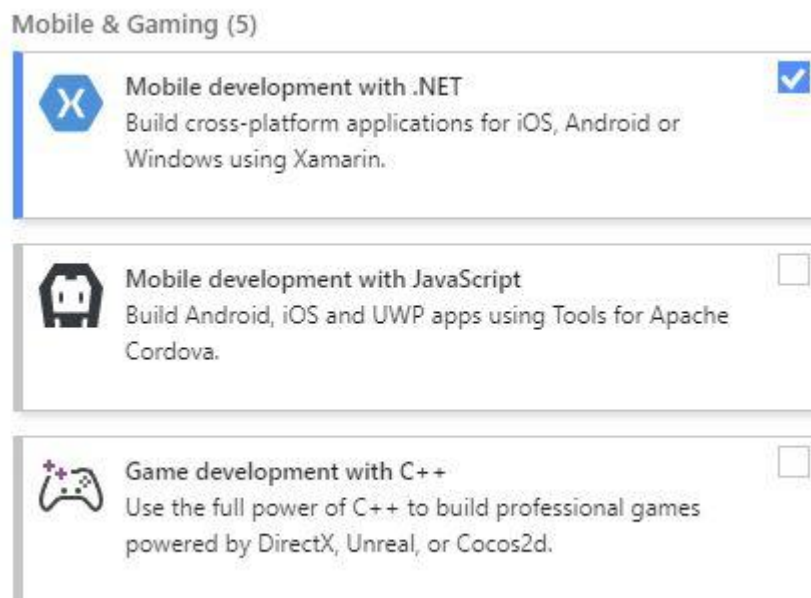 Mobile & Gaming (5)
Mobile development with .NET
Build cross-platform applications for iOS, Android or
Windows using Xamarin.
Mobile development with JavaScript
Build Android, iOS and UWP apps using Tools for Apache
Cordova.
Game development with C++
Use the full power of C++ to build professional games
powered by DirectX, Unreal, or Cocos2d.